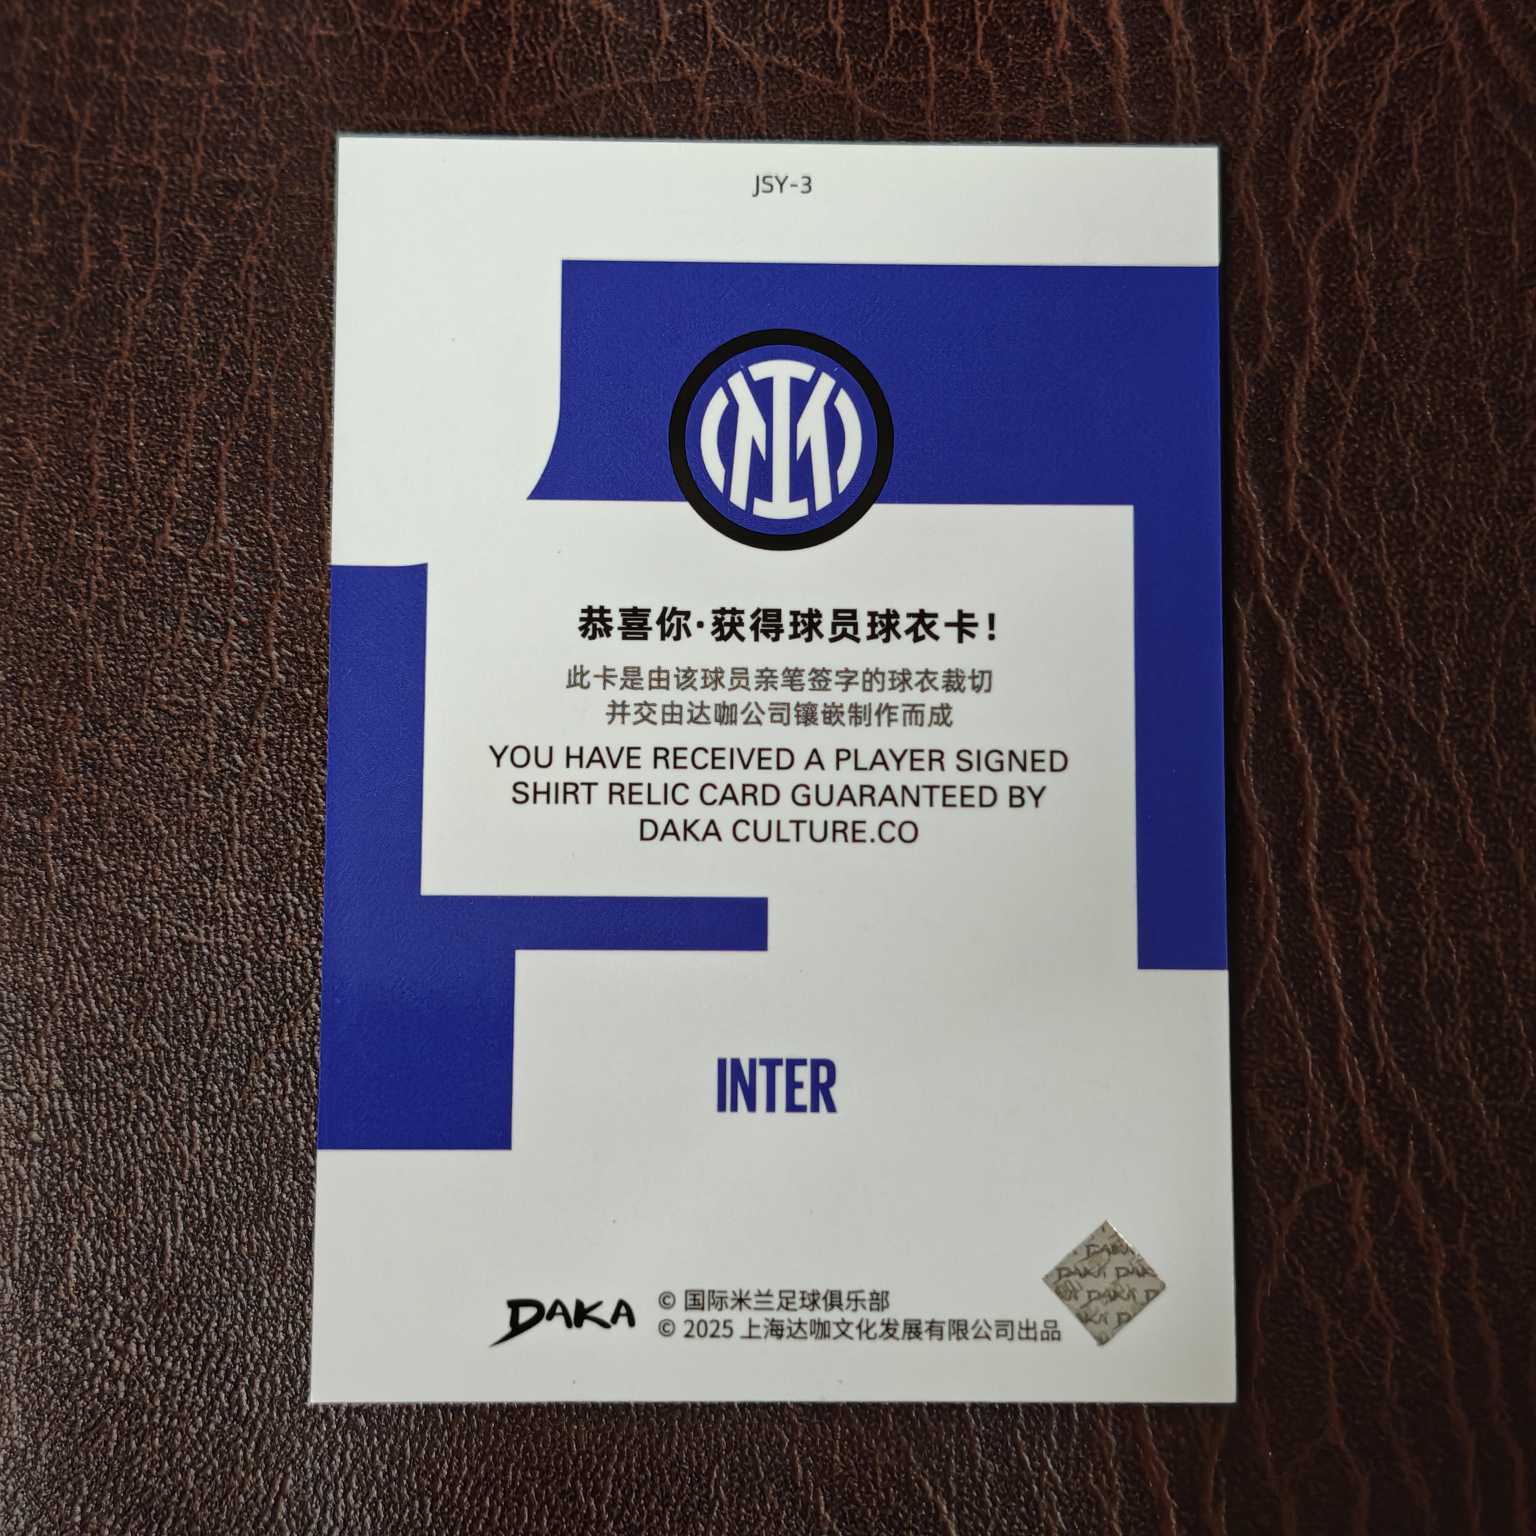 JSY-3
恭喜你·获得球员球衣卡！
此卡是由该球员亲笔签字的球衣裁切
并交由达咖公司镶嵌制作而成
YOU HAVE RECEIVED A PLAYER SIGNED
SHIRT RELIC CARD GUARANTEED BY
DAKA CULTURE.CO
INTER
DAKA
© 国际米兰足球俱乐部
© 2025 上海达咖文化发展有限公司出品
DAKA
DAKA DAKA
DAKA